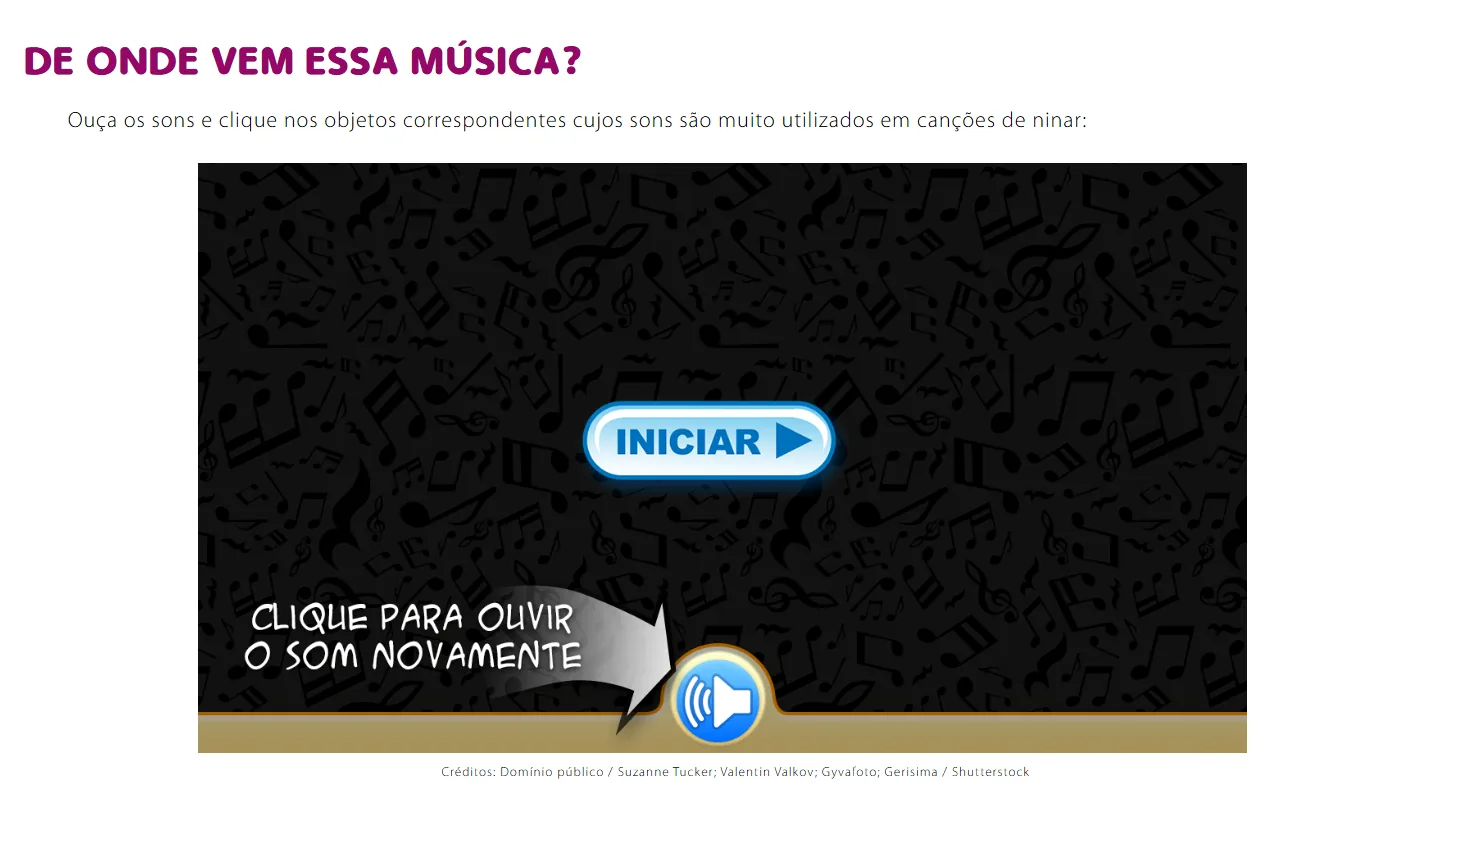 DE ONDE VEM ESSA MÚSICA?
Ouça os sons e clique nos objetos correspondentes cujos sons são muito utilizados em canções de ninar:
INICIAR
CLIQUE PARA OUVIR
O SOM NOVAMENTE
Créditos: Domínio público / Suzanne Tucker; Valentin Valkov; Gyvafoto; Gerisima / Shutterstock